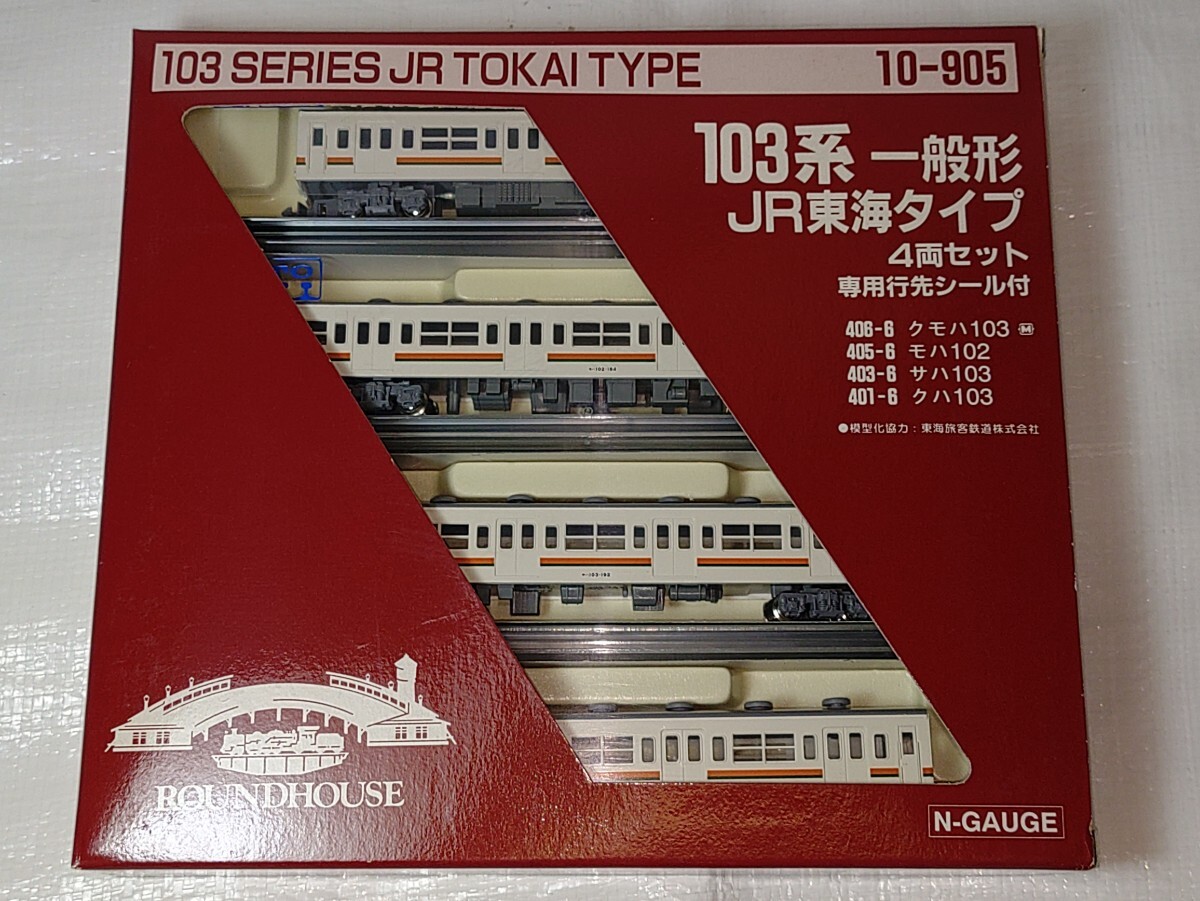 103 SERIES JR TOKAI TYPE 10-905
103系 一般形
JR東海タイプ
4両セット
専用行先シール付
406-6 クモハ103 M
405-6 モハ102
403-6 サハ103
401-6 クハ103
●模型化協力：東海旅客鉄道株式会社
ROUNDHOUSE
N-GAUGE